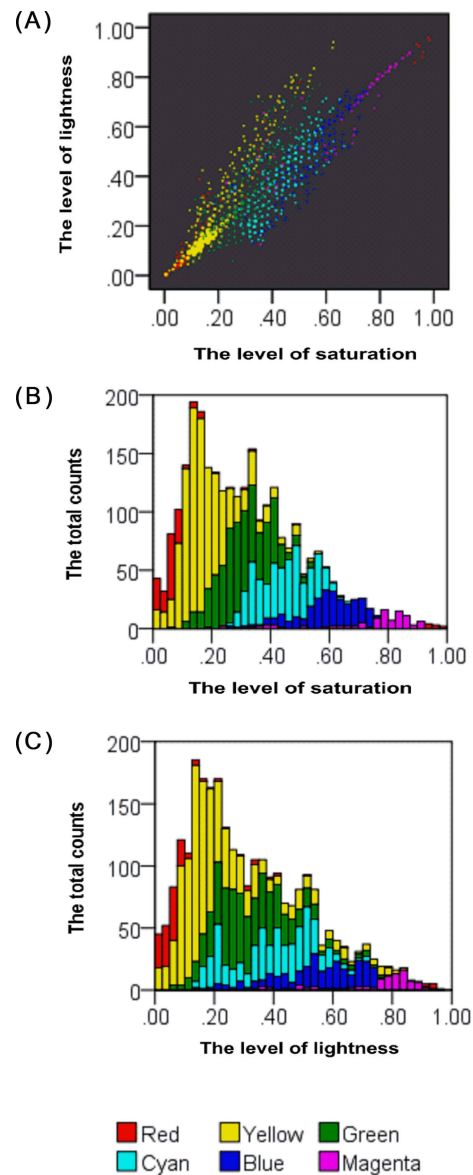 (A)
The level of lightness
1.00
.80
.60
.40
.20
.00
.00 .20 .40 .60 .80 1.00
The level of saturation
(B)
The total counts
200
150
100
50
0
.00 .20 .40 .60 .80 1.00
The level of saturation
(C)
The total counts
200
150
100
50
0
.00 .20 .40 .60 .80 1.00
The level of lightness
Red Yellow Green
Cyan Blue Magenta